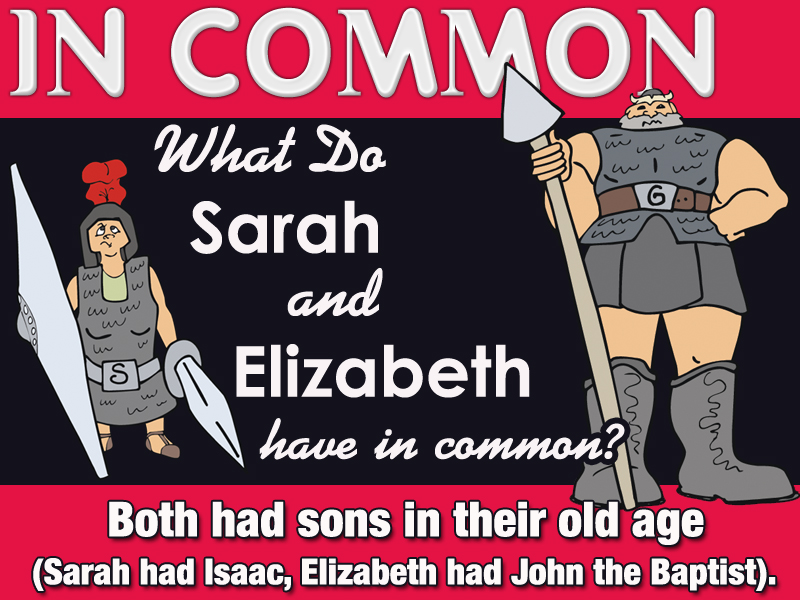 IN COMMON
What Do
Sarah
and
Elizabeth
have in common?
S
G
Both had sons in their old age
(Sarah had Isaac, Elizabeth had John the Baptist).